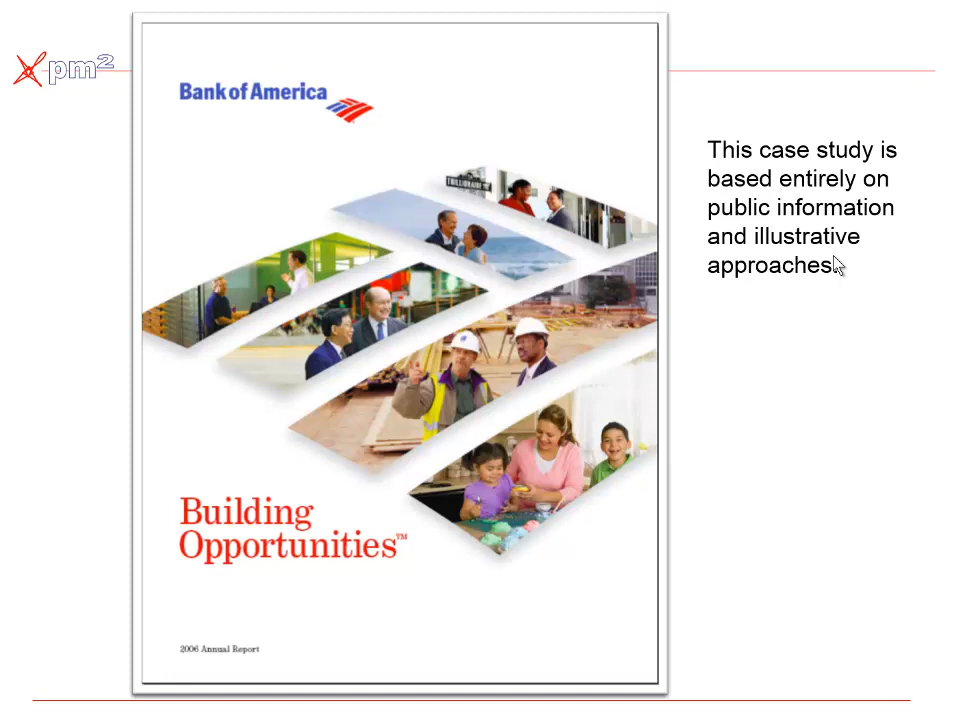 pm²
Bank of America
TRILLIORAIRE
This case study is
based entirely on
public information
and illustrative
approaches.
Building
Opportunities™
2006 Annual Report